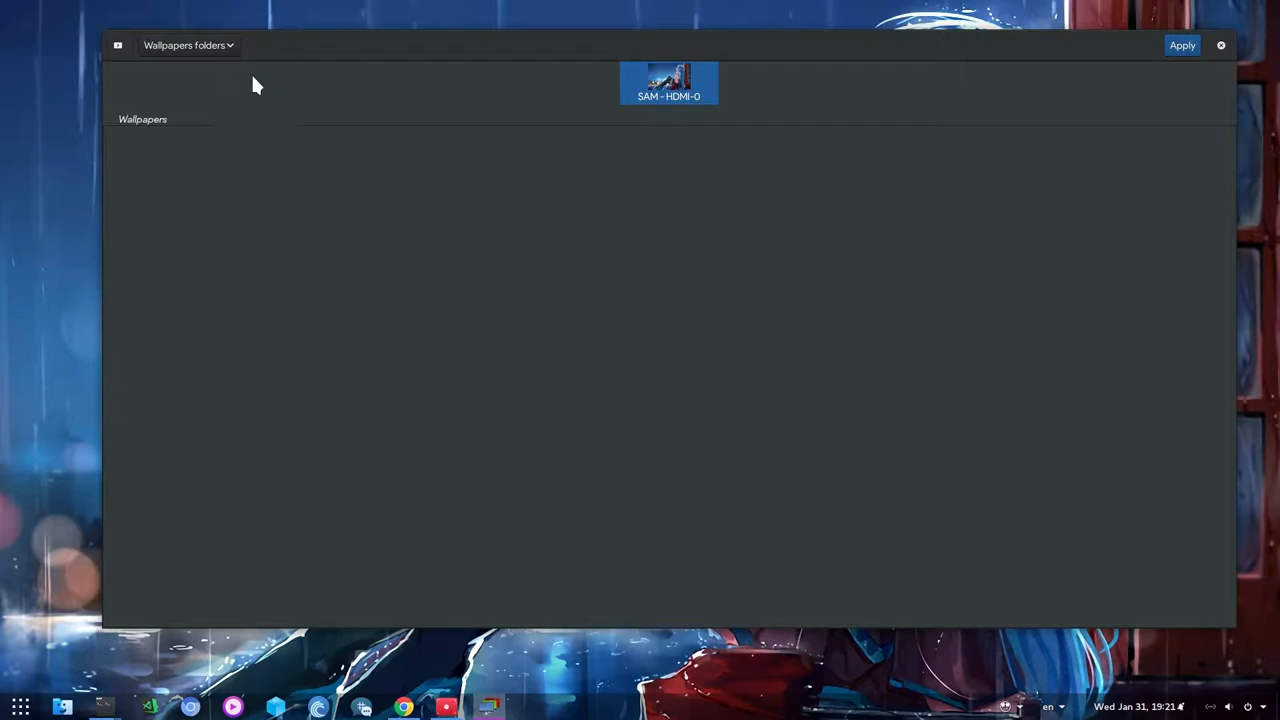 Wallpapers folders
Apply
SAM - HDMI-0
Wallpapers
en
Wed Jan 31, 19:21